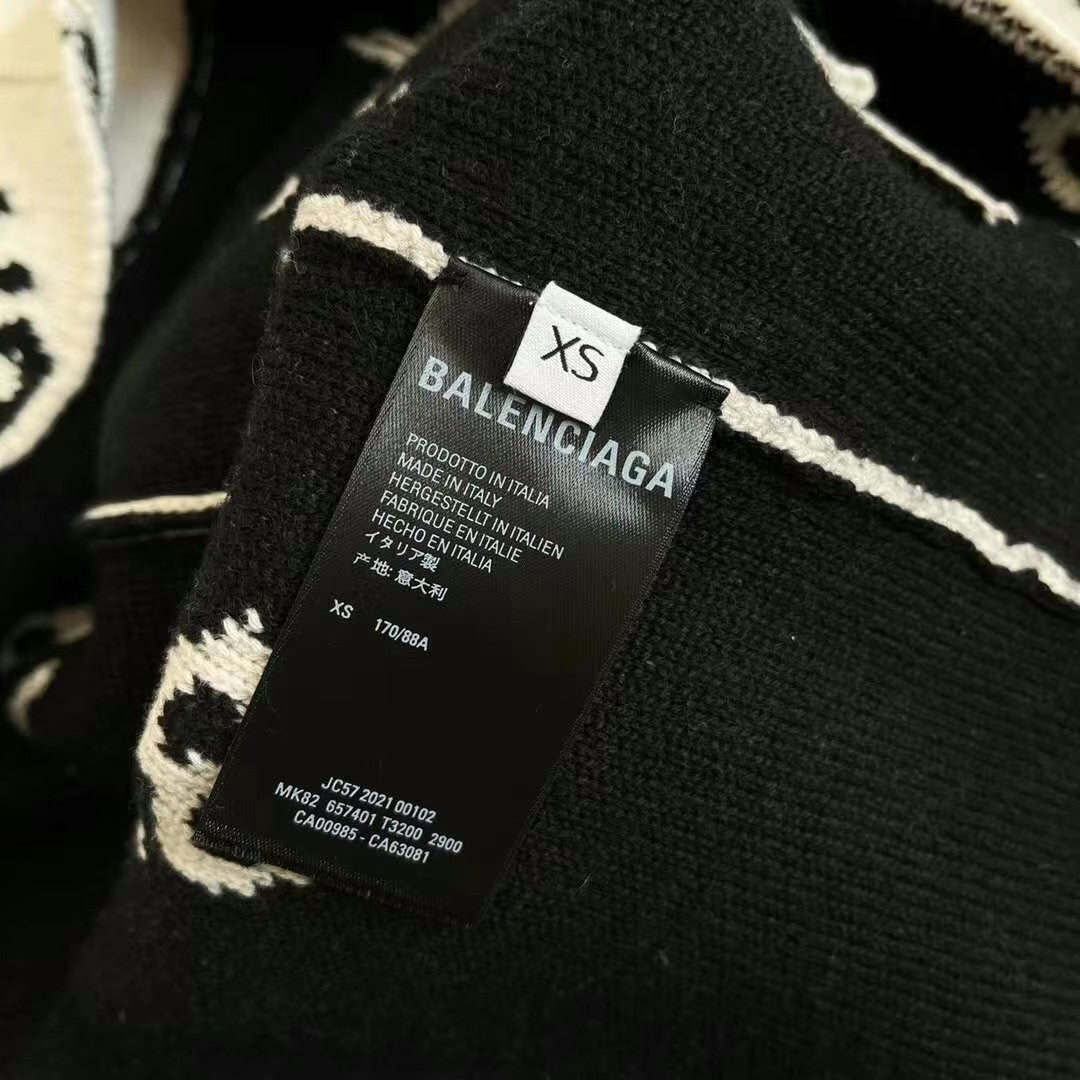 XS
BALENCIAGA
PRODOTTO IN ITALIA
MADE IN ITALY
HERGESTELLT IN ITALIEN
FABRIQUE EN ITALIE
HECHO EN ITALIA
イタリア製
产地: 意大利
XS 170/88A
JC57 2021 00102
MK82 657401 T3200 2900
CA00985 - CA63081